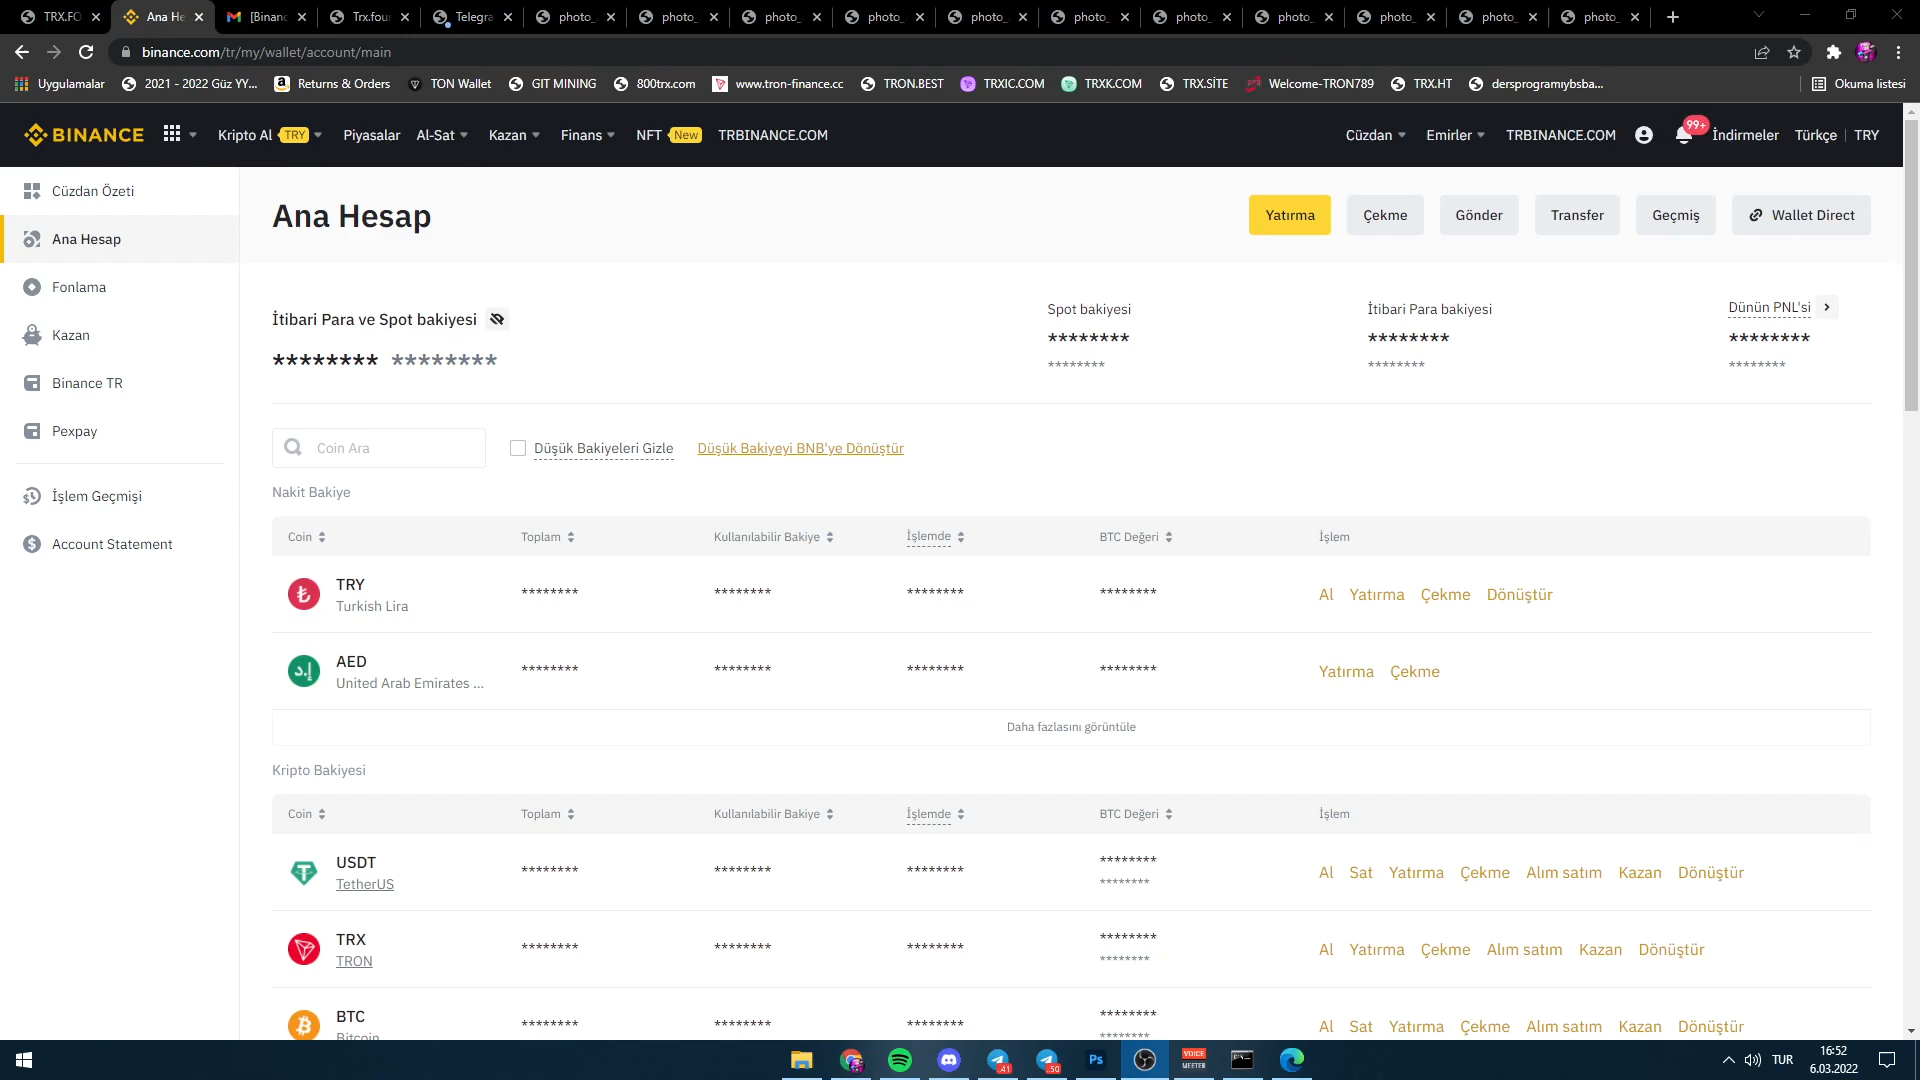 TRX.FO
Ana He
[Binanc
Trx.four
Telegra
photo_
photo_
photo_
photo_
photo_
photo_
photo_
photo_
photo_
photo_
photo_
binance.com/tr/my/wallet/account/main
Uygulamalar
2021 - 2022 Güz YY...
Returns & Orders
TON Wallet
GIT MINING
800trx.com
www.tron-finance.cc
TRON.BEST
TRXIC.COM
TRXK.COM
TRX.SİTE
Welcome-TRON789
TRX.HT
dersprogramıybsba...
Okuma listesi
BINANCE
Kripto Al TRY
Piyasalar
Al-Sat
Kazan
Finans
NFT New
TRBINANCE.COM
Cüzdan
Emirler
TRBINANCE.COM
99+
İndirmeler
Türkçe
TRY
Cüzdan Özeti
Ana Hesap
Fonlama
Kazan
Binance TR
Pexpay
İşlem Geçmişi
Account Statement
Ana Hesap
Yatırma
Çekme
Gönder
Transfer
Geçmiş
Wallet Direct
İtibari Para ve Spot bakiyesi
******** ********
Spot bakiyesi
********
********
İtibari Para bakiyesi
********
********
Dünün PNL'si
********
********
Coin Ara
Düşük Bakiyeleri Gizle
Düşük Bakiyeyi BNB'ye Dönüştür
Nakit Bakiye
Coin Toplam Kullanılabilir Bakiye İşlemde BTC Değeri İşlem
TRY
Turkish Lira
******** ******** ******** ********
Al Yatırma Çekme Dönüştür
AED
United Arab Emirates ...
******** ******** ******** ********
Yatırma Çekme
Daha fazlasını görüntüle
Kripto Bakiyesi
Coin Toplam Kullanılabilir Bakiye İşlemde BTC Değeri İşlem
USDT
TetherUS
******** ******** ******** ********
********
Al Sat Yatırma Çekme Alım satım Kazan Dönüştür
TRX
TRON
******** ******** ******** ********
********
Al Yatırma Çekme Alım satım Kazan Dönüştür
BTC
Bitcoin
******** ******** ******** ********
********
Al Sat Yatırma Çekme Alım satım Kazan Dönüştür
.41
.50
Ps
VOICE
MEETER
TUR
16:52
6.03.2022